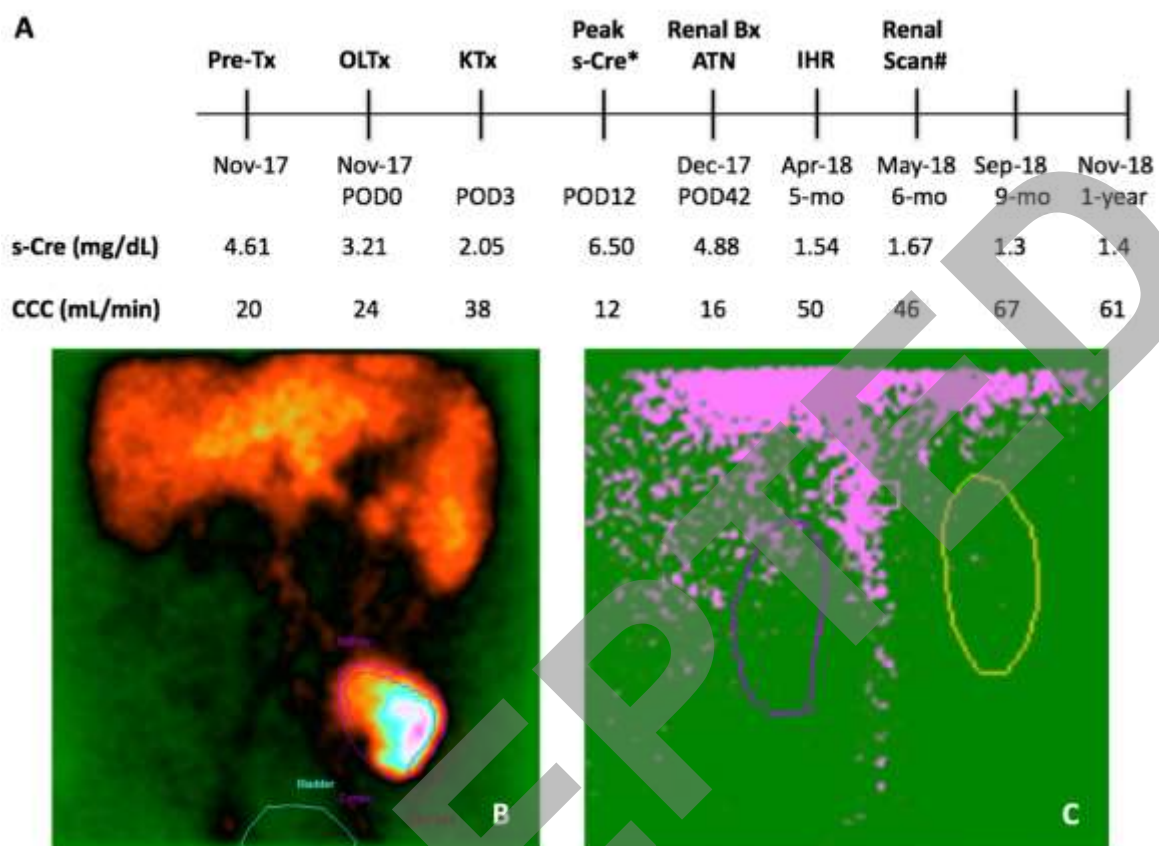 A
Pre-Tx OLTx KTx Peak s-Cre* Renal Bx ATN IHR Renal Scan#
Nov-17 Nov-17 POD0 POD3 POD12 Dec-17 POD42 Apr-18 5-mo May-18 6-mo Sep-18 9-mo Nov-18 1-year
s-Cre (mg/dL) 4.61 3.21 2.05 6.50 4.88 1.54 1.67 1.3 1.4
CCC (mL/min) 20 24 38 12 16 50 46 67 61
Bladder
B
C
EPTED